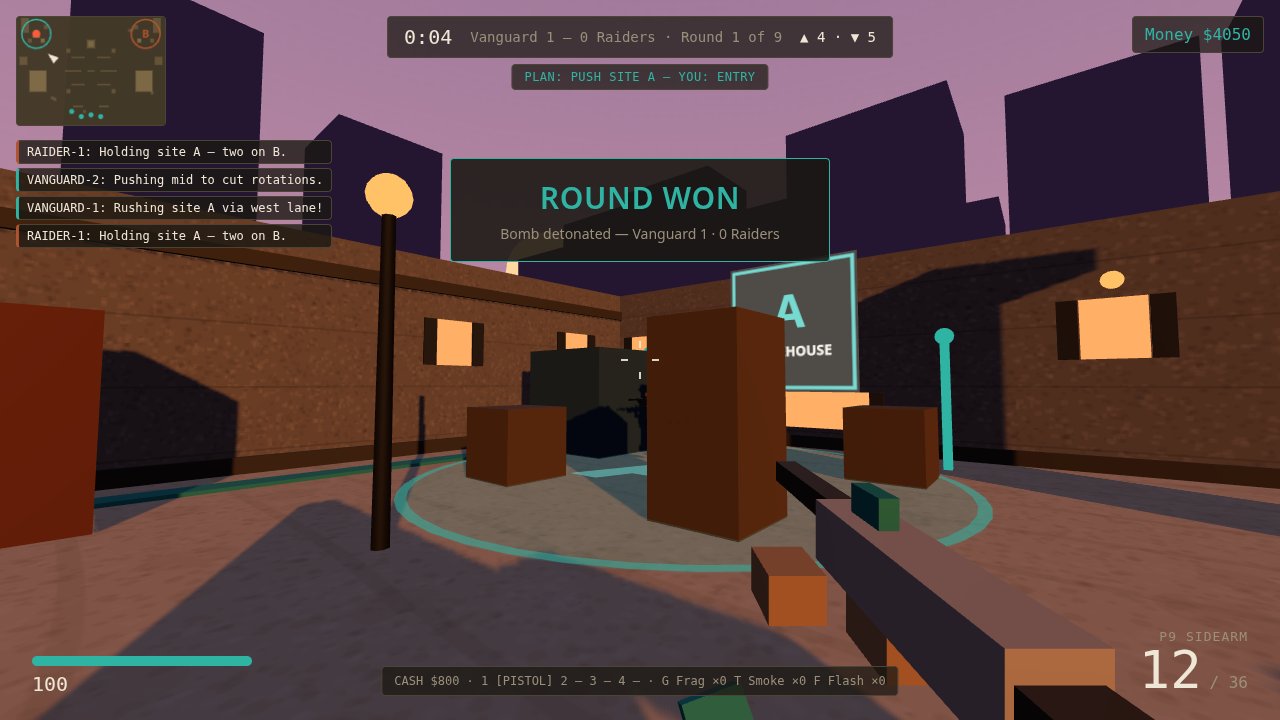 B
0:04 Vanguard 1 — 0 Raiders · Round 1 of 9 ▲ 4 · ▼ 5
Money $4050
PLAN: PUSH SITE A — YOU: ENTRY
RAIDER-1: Holding site A — two on B.
VANGUARD-2: Pushing mid to cut rotations.
VANGUARD-1: Rushing site A via west lane!
RAIDER-1: Holding site A — two on B.
ROUND WON
Bomb detonated — Vanguard 1 · 0 Raiders
A
HOUSE
100
CASH $800 · 1 [PISTOL] 2 — 3 — 4 — · G Frag ×0 T Smoke ×0 F Flash ×0
P9 SIDEARM
12 / 36